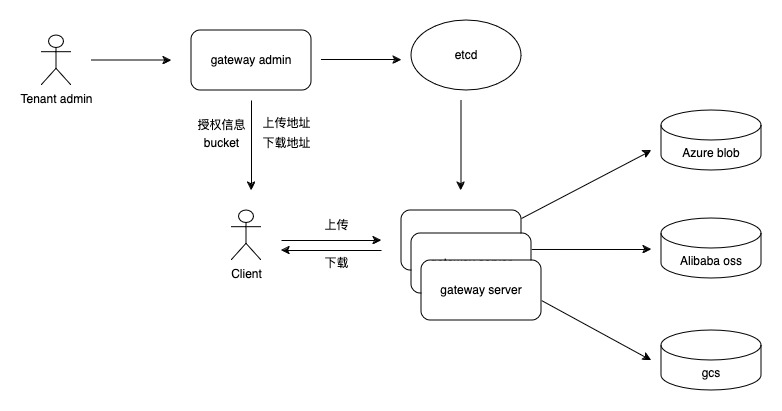 Tenant admin
gateway admin
etcd
授权信息
bucket
上传地址
下载地址
Client
上传
下载
gateway server
Azure blob
Alibaba oss
gcs